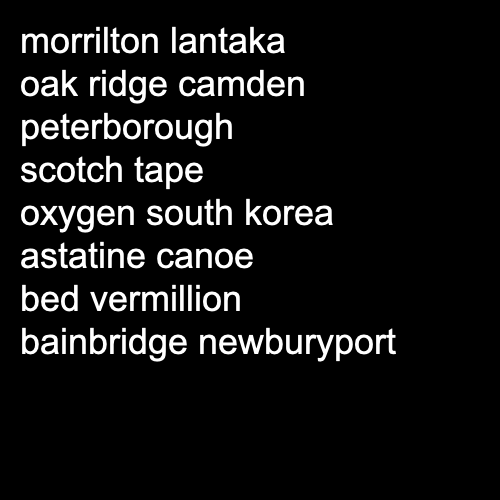 morrilton lantaka
oak ridge camden
peterborough
scotch tape
oxygen south korea
astatine canoe
bed vermillion
bainbridge newburyport